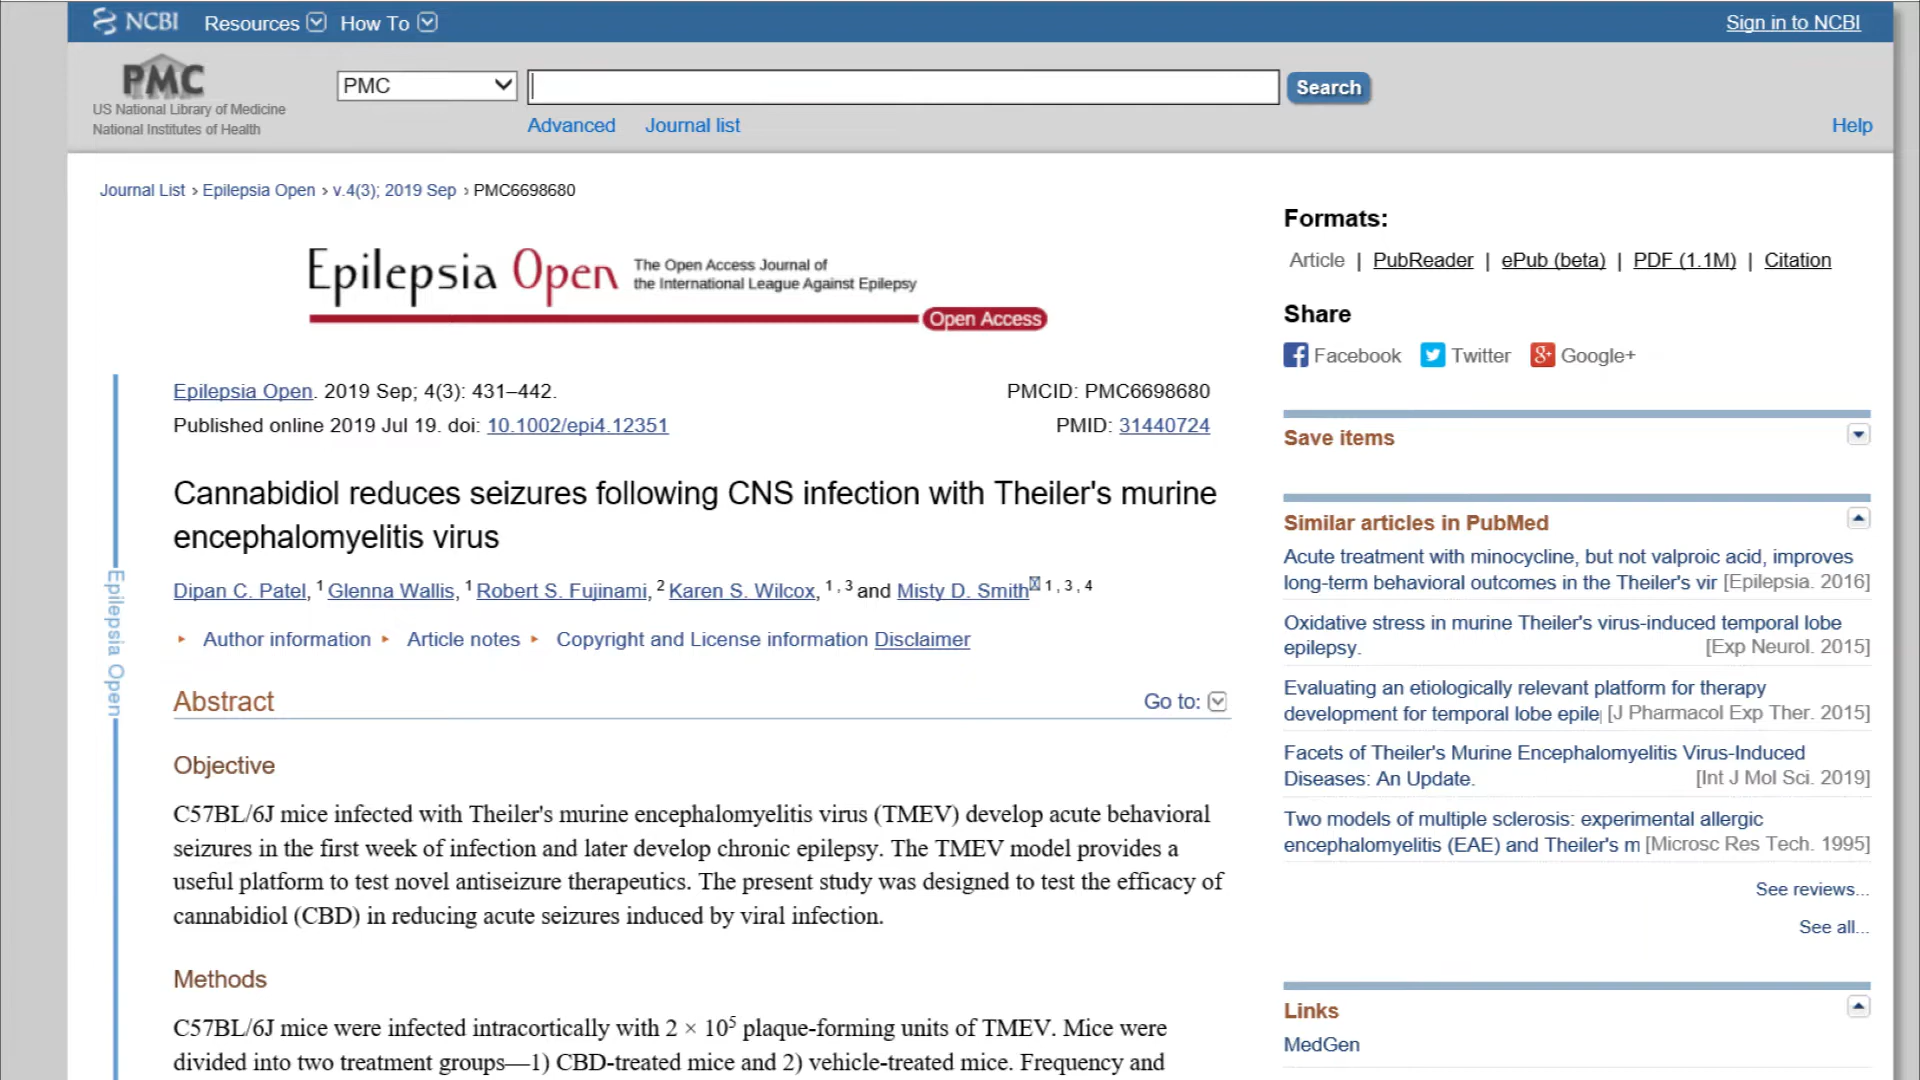 NCBI Resources How To Sign in to NCBI
PMC
US National Library of Medicine
National Institutes of Health
PMC
Search
Advanced Journal list
Help
Journal List › Epilepsia Open › v.4(3); 2019 Sep › PMC6698680
Epilepsia Open
The Open Access Journal of
the International League Against Epilepsy
Open Access
Epilepsia Open
Epilepsia Open. 2019 Sep; 4(3): 431–442. PMCID: PMC6698680
Published online 2019 Jul 19. doi: 10.1002/epi4.12351 PMID: 31440724
Cannabidiol reduces seizures following CNS infection with Theiler's murine
encephalomyelitis virus
Dipan C. Patel, 1 Glenna Wallis, 1 Robert S. Fujinami, 2 Karen S. Wilcox, 1 , 3 and Misty D. Smith 1 , 3 , 4
Author information Article notes Copyright and License information Disclaimer
Abstract Go to:
Objective
C57BL/6J mice infected with Theiler's murine encephalomyelitis virus (TMEV) develop acute behavioral
seizures in the first week of infection and later develop chronic epilepsy. The TMEV model provides a
useful platform to test novel antiseizure therapeutics. The present study was designed to test the efficacy of
cannabidiol (CBD) in reducing acute seizures induced by viral infection.
Methods
C57BL/6J mice were infected intracortically with 2 × 10⁵ plaque-forming units of TMEV. Mice were
divided into two treatment groups—1) CBD-treated mice and 2) vehicle-treated mice. Frequency and
Formats:
Article | PubReader | ePub (beta) | PDF (1.1M) | Citation
Share
Facebook Twitter Google+
Save items
Similar articles in PubMed
Acute treatment with minocycline, but not valproic acid, improves
long-term behavioral outcomes in the Theiler's vir [Epilepsia. 2016]
Oxidative stress in murine Theiler's virus-induced temporal lobe
epilepsy. [Exp Neurol. 2015]
Evaluating an etiologically relevant platform for therapy
development for temporal lobe epile [J Pharmacol Exp Ther. 2015]
Facets of Theiler's Murine Encephalomyelitis Virus-Induced
Diseases: An Update. [Int J Mol Sci. 2019]
Two models of multiple sclerosis: experimental allergic
encephalomyelitis (EAE) and Theiler's m [Microsc Res Tech. 1995]
See reviews...
See all...
Links
MedGen